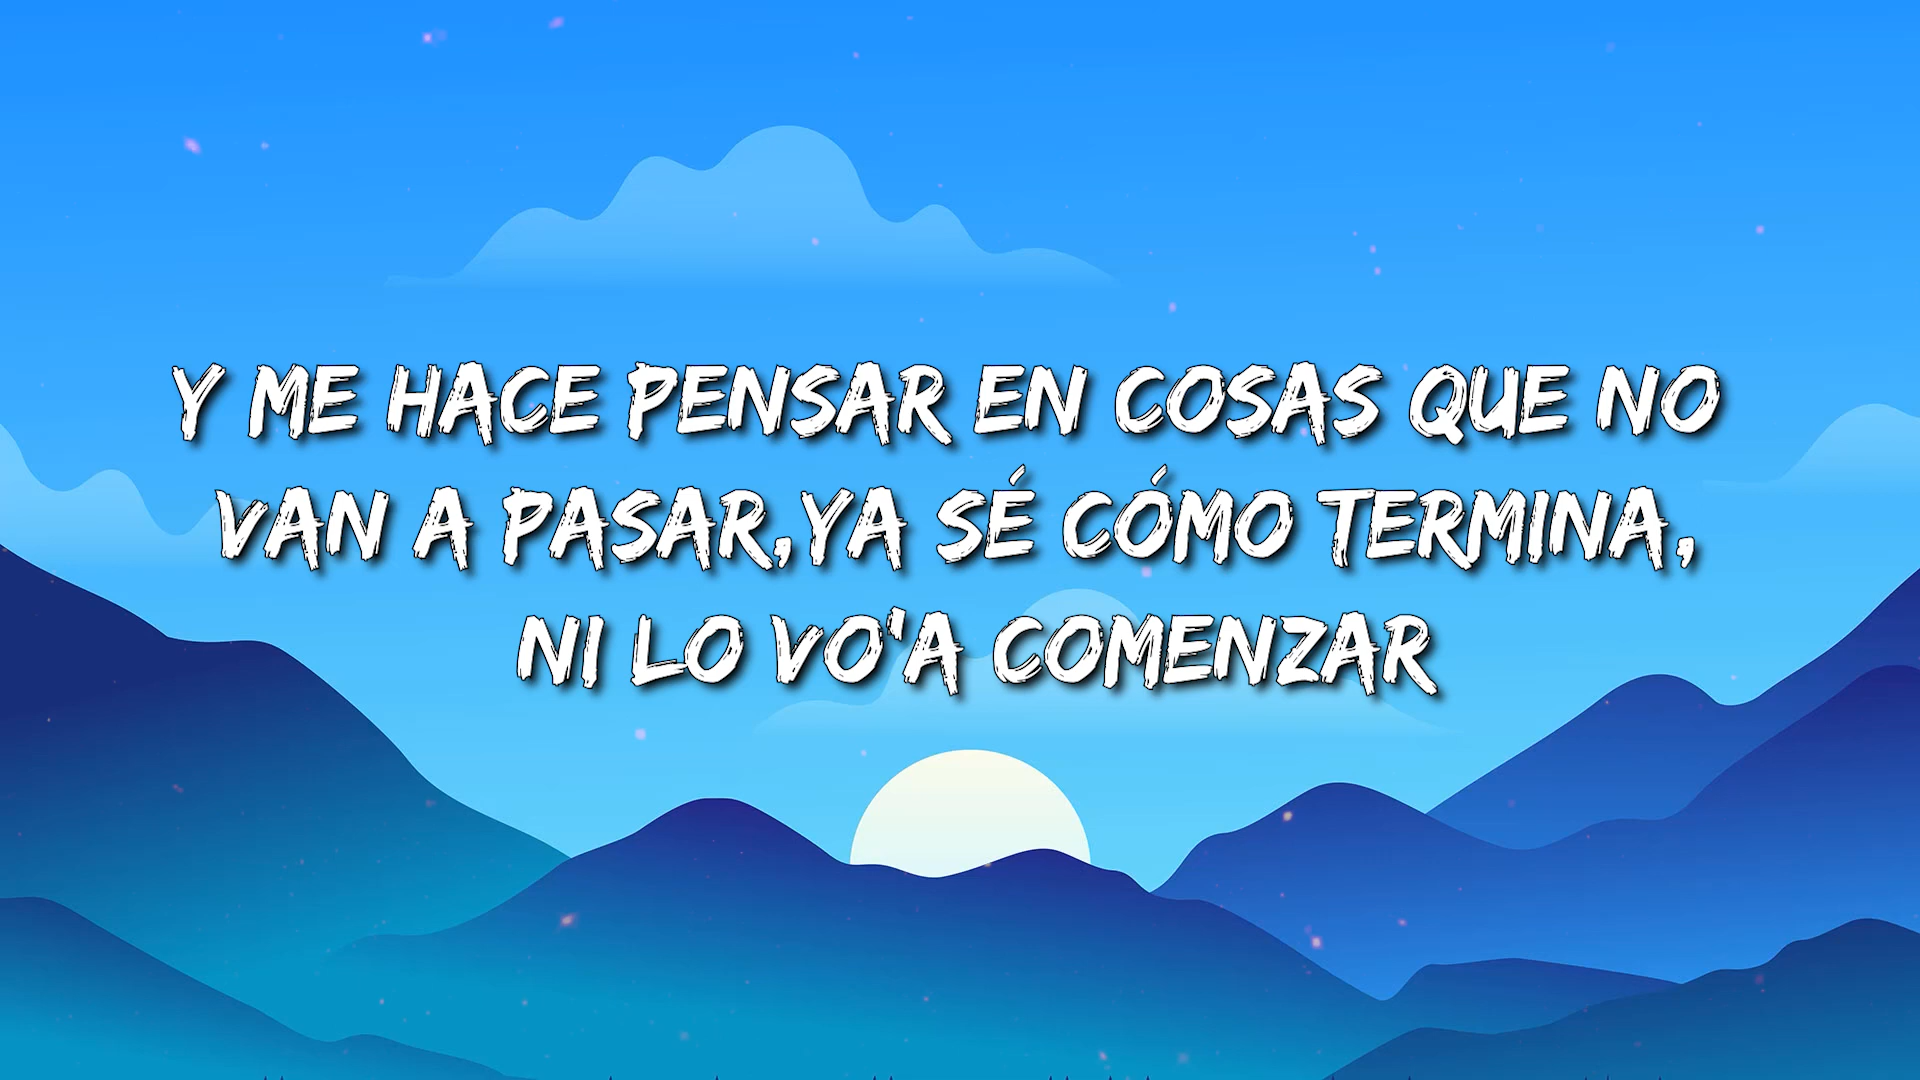 Y ME HACE PENSAR EN COSAS QUE NO
VAN A PASAR,YA SÉ CÓMO TERMINA,
NI LO VO'A COMENZAR